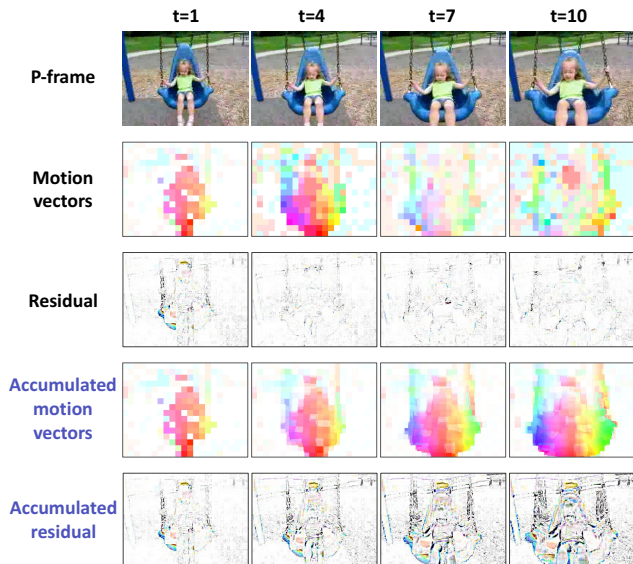 t=1 t=4 t=7 t=10
P-frame
Motion
vectors
Residual
Accumulated
motion
vectors
Accumulated
residual